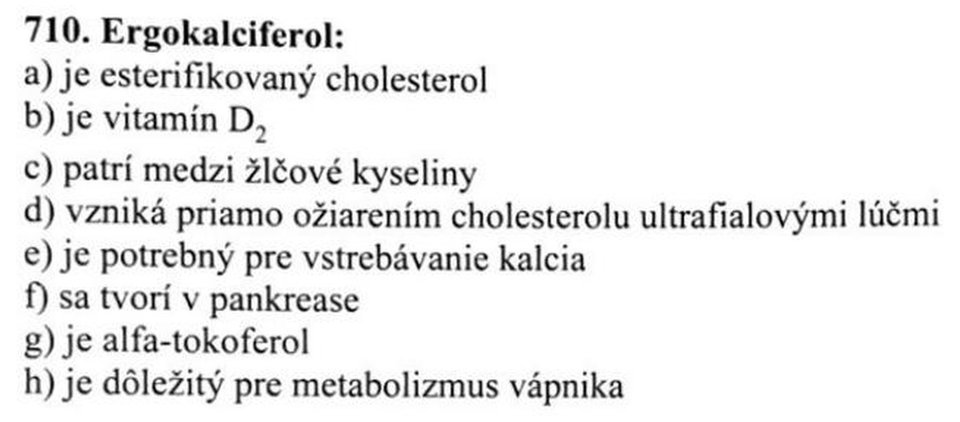 710. Ergokalciferol:
a) je esterifikovaný cholesterol
b) je vitamín D₂
c) patrí medzi žlčové kyseliny
d) vzniká priamo ožiarením cholesterolu ultrafialovými lúčmi
e) je potrebný pre vstrebávanie kalcia
f) sa tvorí v pankrease
g) je alfa-tokoferol
h) je dôležitý pre metabolizmus vápnika